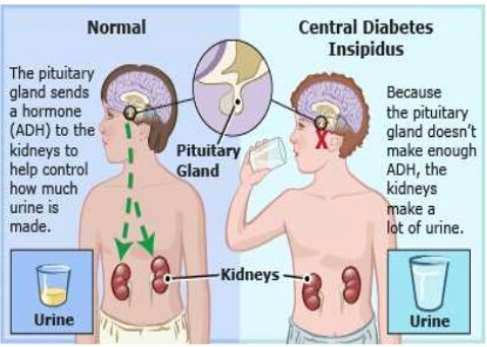 Normal
The pituitary
gland sends
a hormone
(ADH) to the
kidneys to
help control
how much
urine is
made.
Urine
Pituitary
Gland
Kidneys
Central Diabetes
Insipidus
X
Because
the pituitary
gland doesn't
make enough
ADH, the
kidneys
make a
lot of urine.
Urine